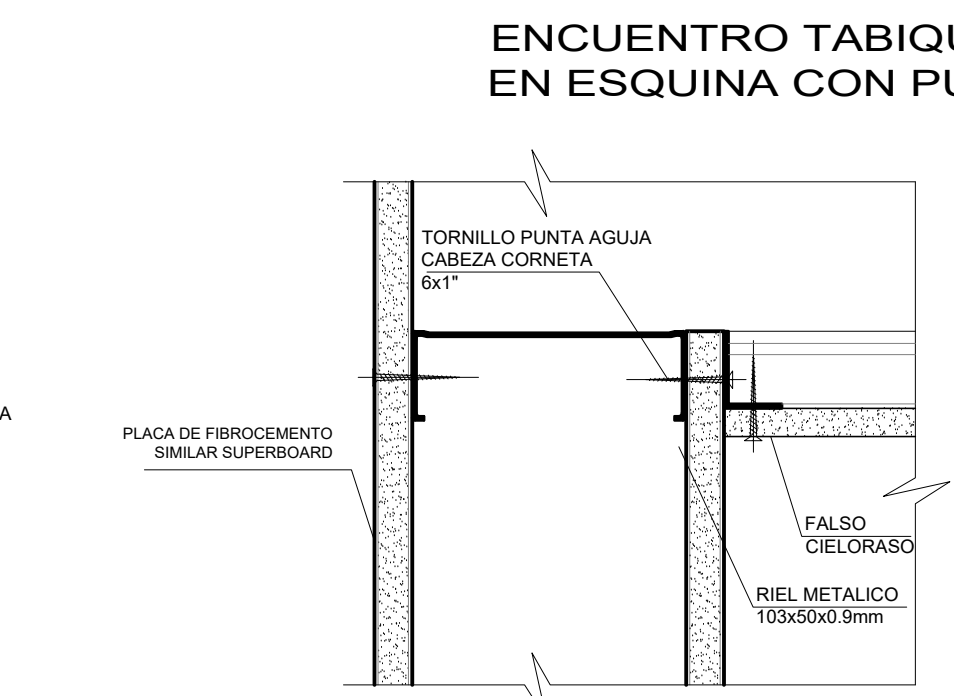 ENCUENTRO TABIQU
EN ESQUINA CON PU
TORNILLO PUNTA AGUJA
CABEZA CORNETA
6x1"
A
PLACA DE FIBROCEMENTO
SIMILAR SUPERBOARD
FALSO
CIELORASO
RIEL METALICO
103x50x0.9mm